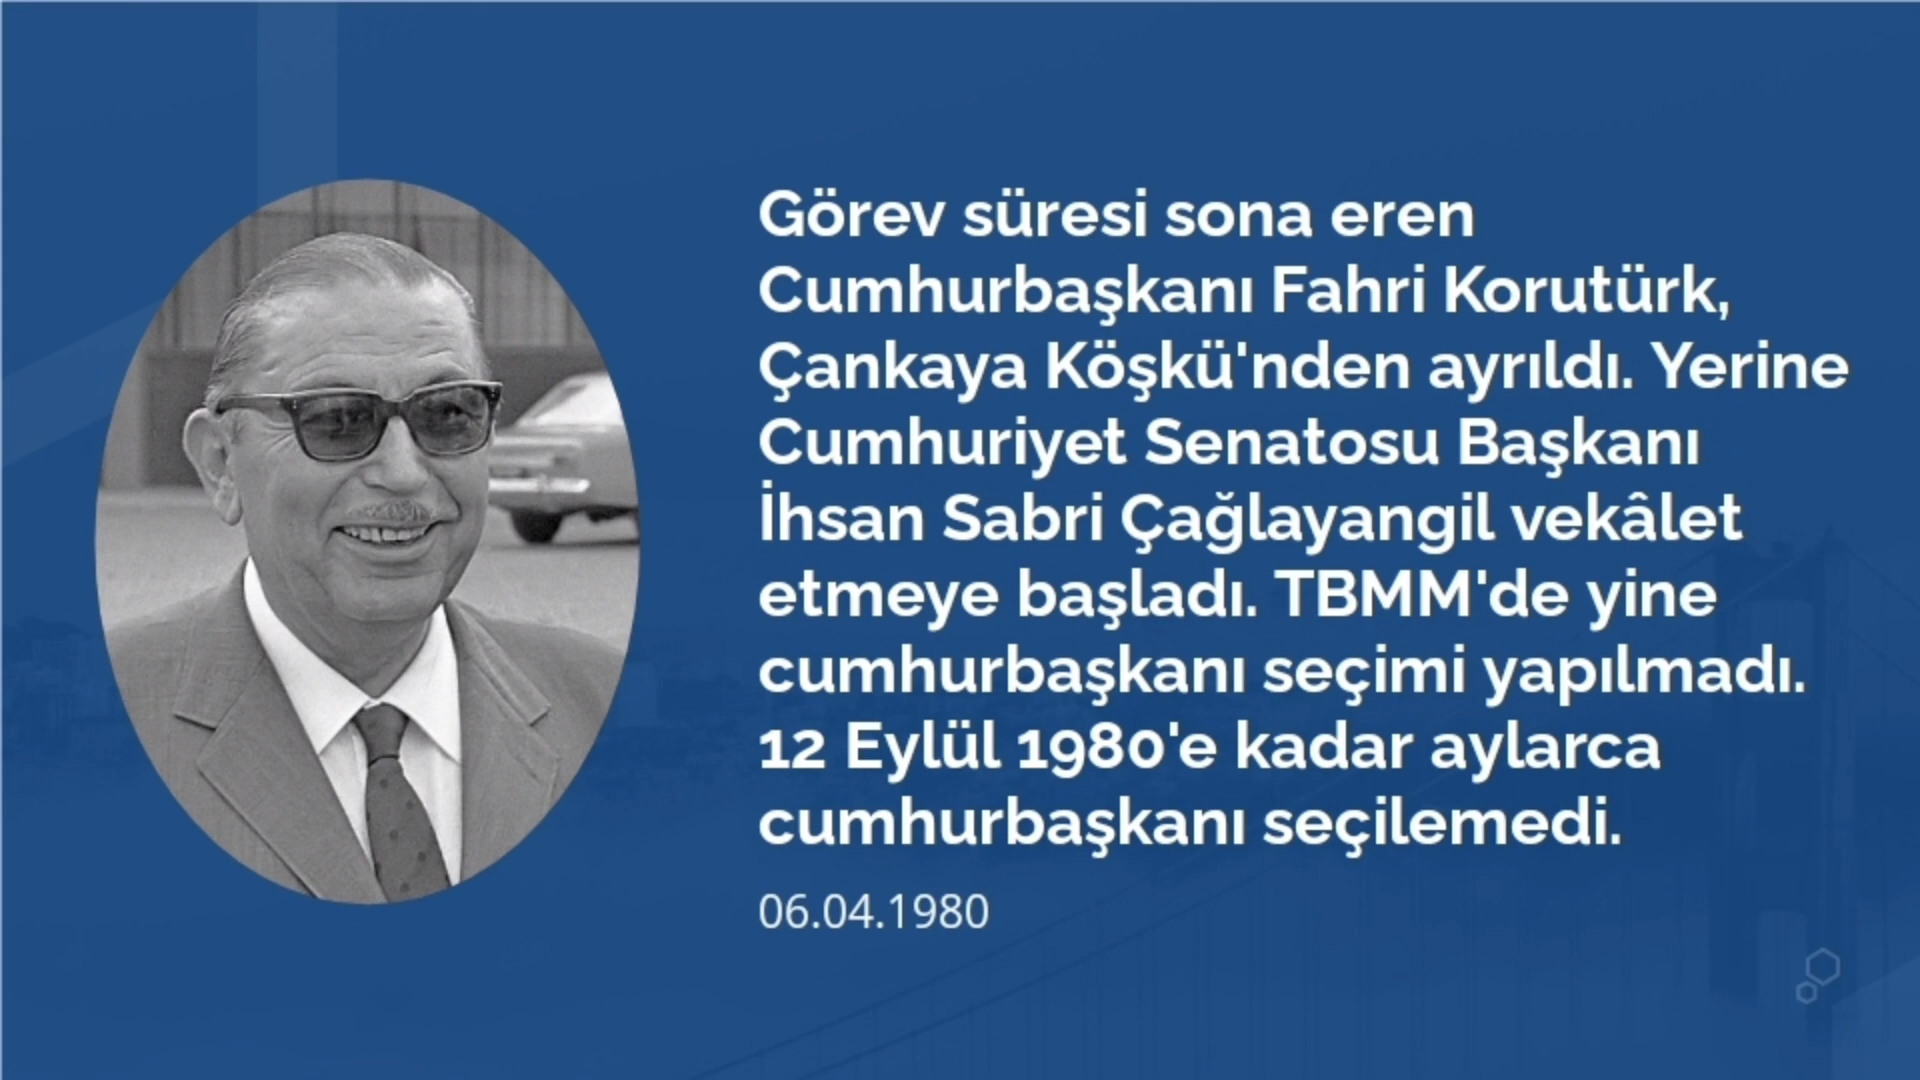 Görev süresi sona eren
Cumhurbaşkanı Fahri Korutürk,
Çankaya Köşkü'nden ayrıldı. Yerine
Cumhuriyet Senatosu Başkanı
İhsan Sabri Çağlayangil vekâlet
etmeye başladı. TBMM'de yine
cumhurbaşkanı seçimi yapılmadı.
12 Eylül 1980'e kadar aylarca
cumhurbaşkanı seçilemedi.
06.04.1980